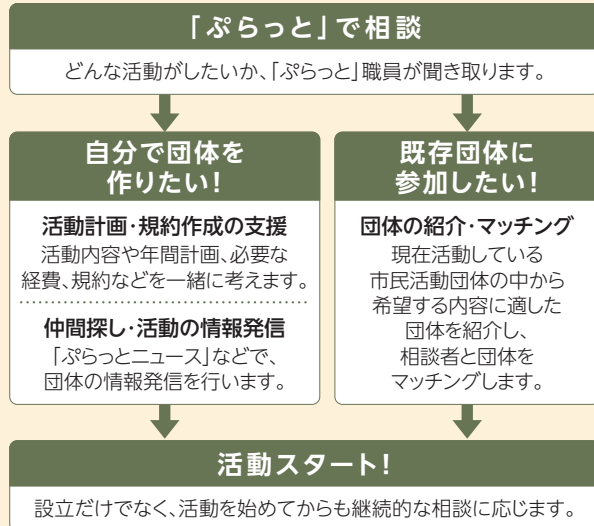 「ぷらっと」で相談
どんな活動がしたいか、「ぷらっと」職員が聞き取ります。
自分で団体を
作りたい!
活動計画・規約作成の支援
活動内容や年間計画、必要な
経費、規約などを一緒に考えます。
仲間探し・活動の情報発信
「ぷらっとニュース」などで、
団体の情報発信を行います。
既存団体に
参加したい!
団体の紹介・マッチング
現在活動している
市民活動団体の中から
希望する内容に適した
団体を紹介し、
相談者と団体を
マッチングします。
活動スタート!
設立だけでなく、活動を始めてからも継続的な相談に応じます。